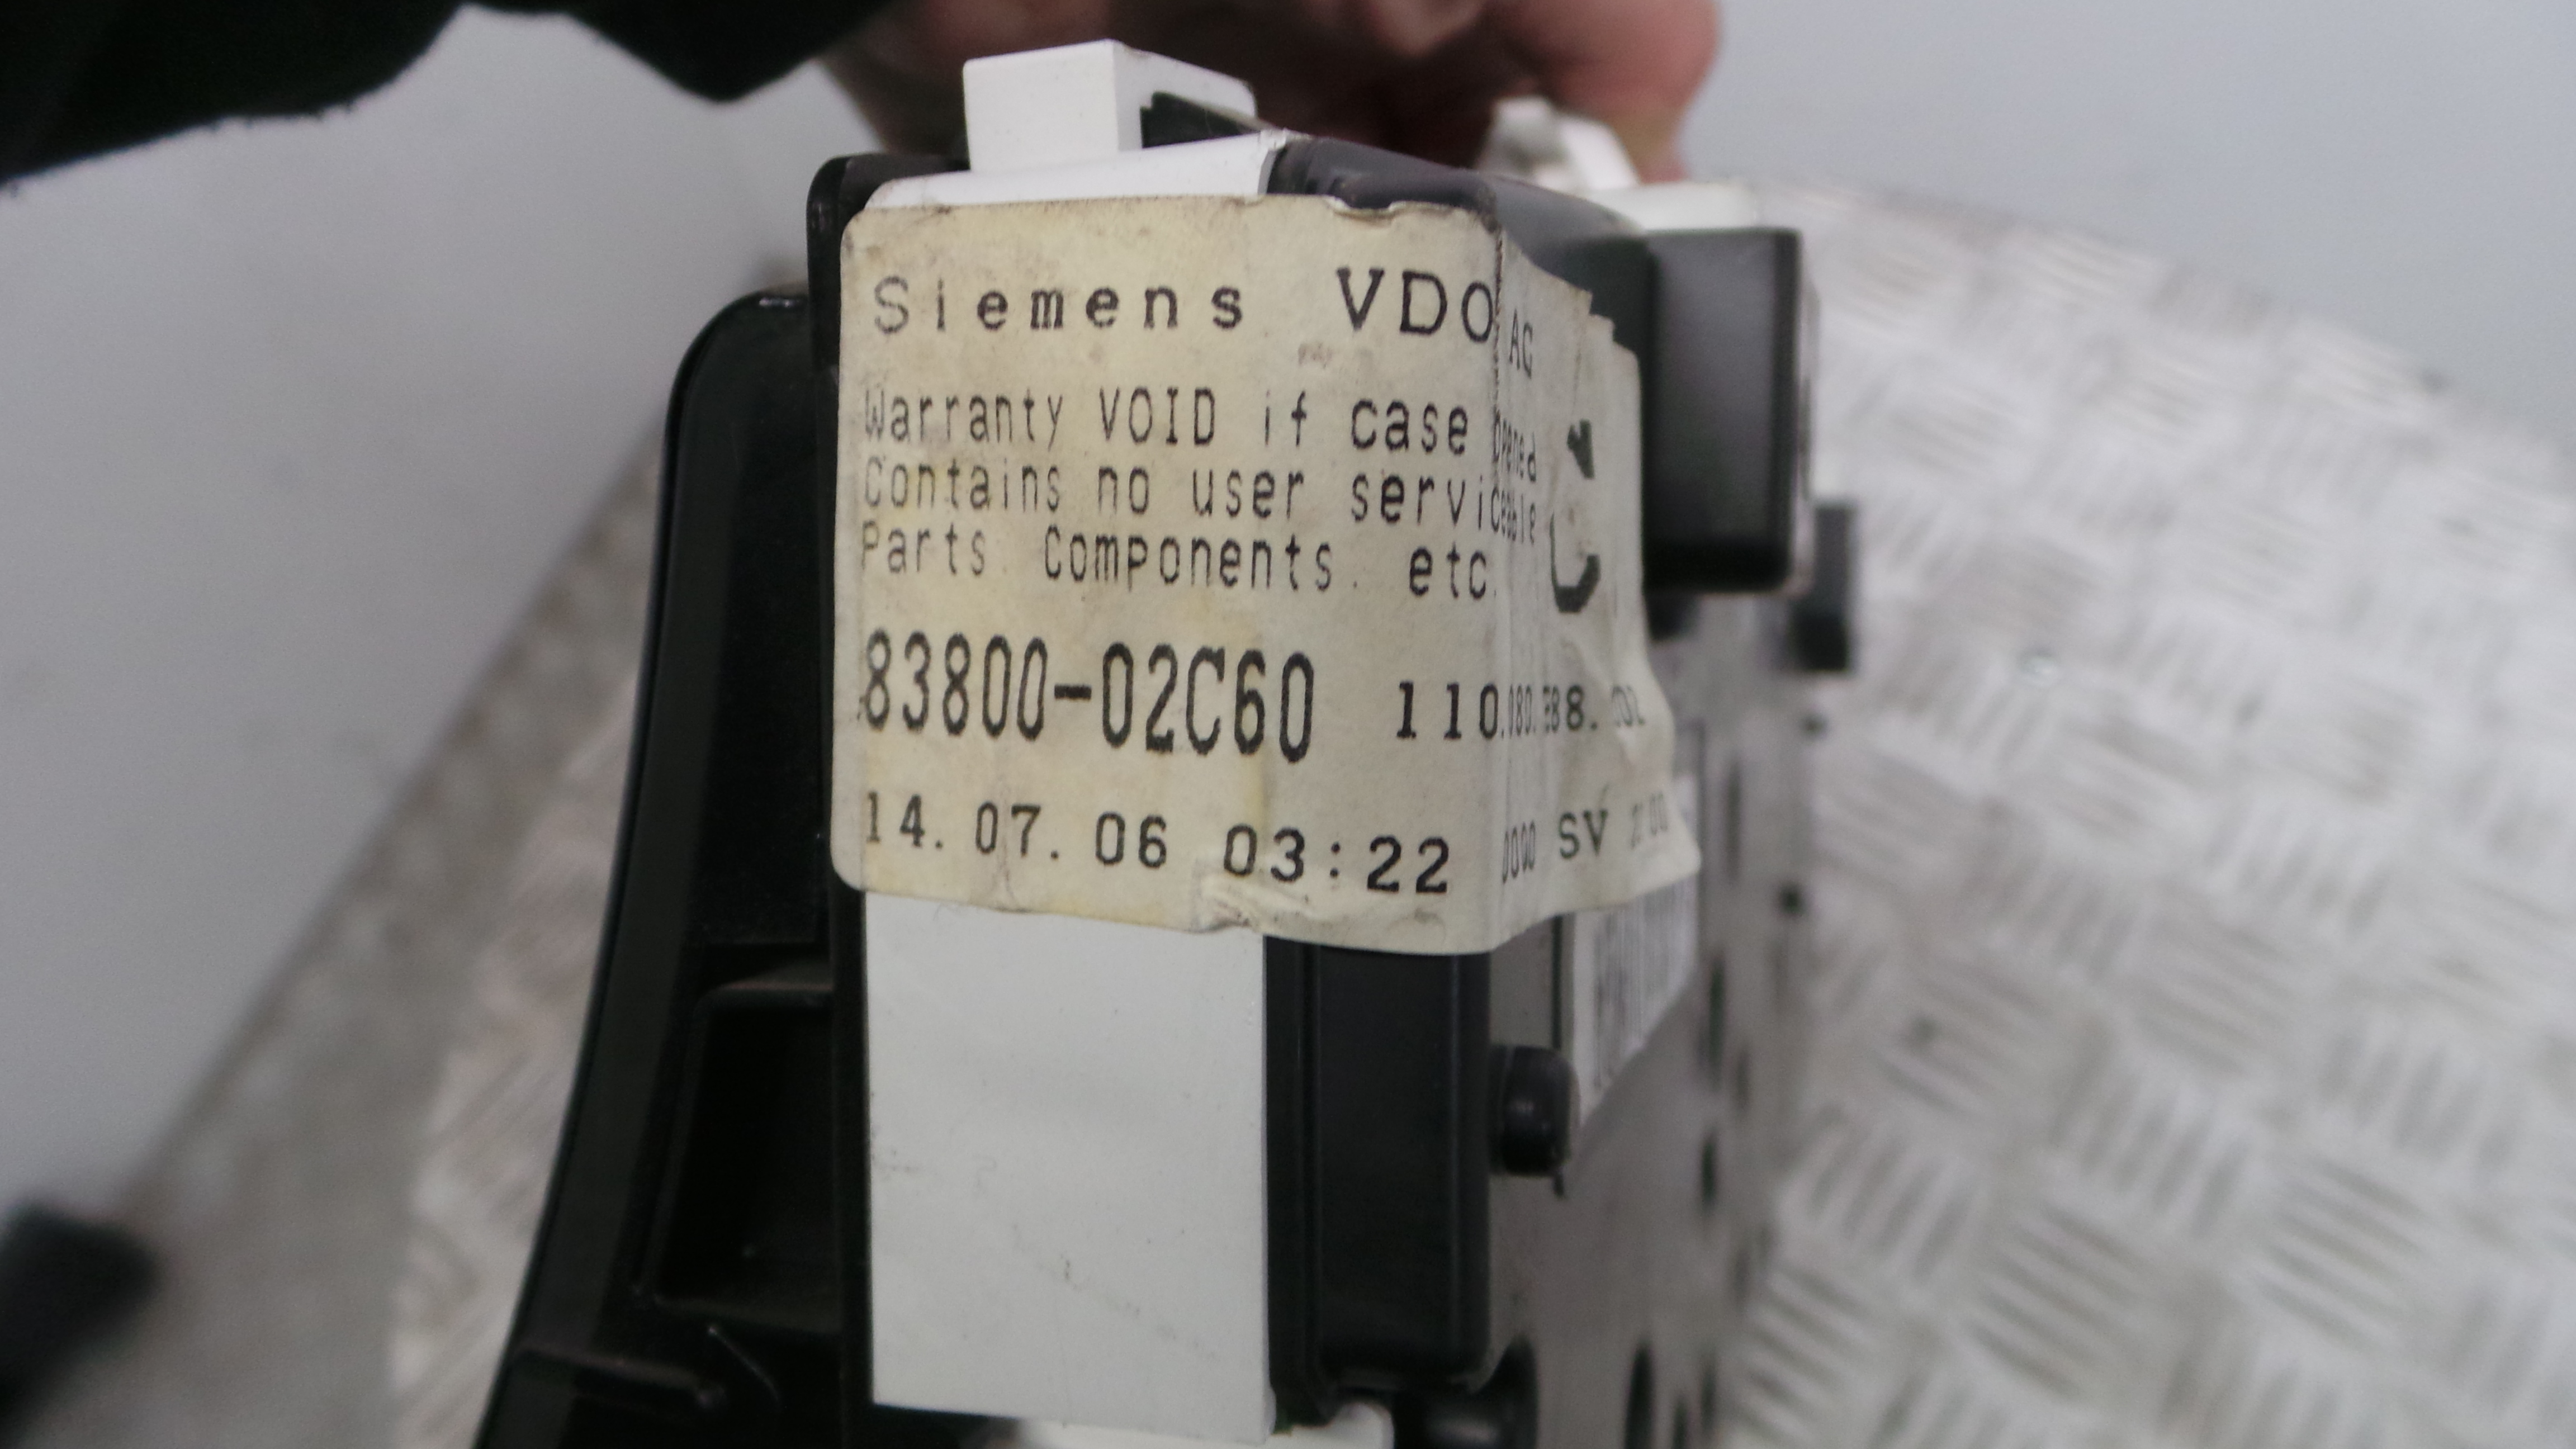 Siemens VDO AG
Warranty VOID if case opened
Contains no user serviceable
Parts. Components. etc.
83800-02C60
14.07.06 03:22 SV